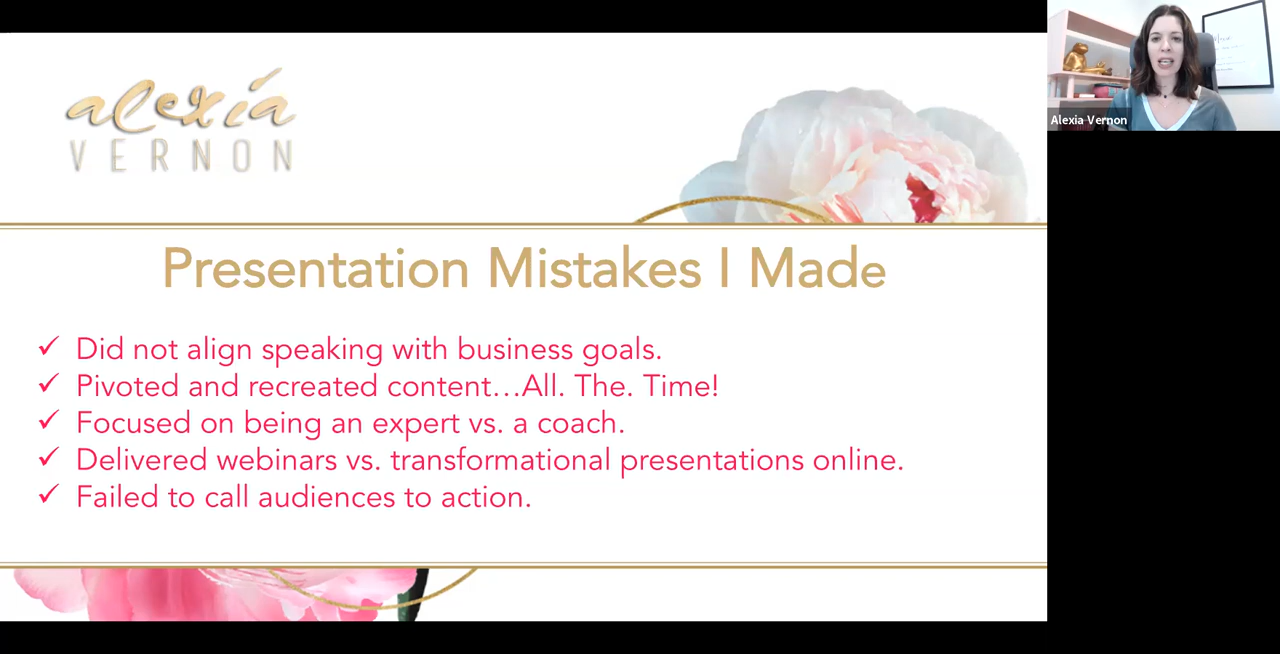 alexia
VERNON
Presentation Mistakes I Made
✓ Did not align speaking with business goals.
✓ Pivoted and recreated content...All. The. Time!
✓ Focused on being an expert vs. a coach.
✓ Delivered webinars vs. transformational presentations online.
✓ Failed to call audiences to action.
Alexia Vernon